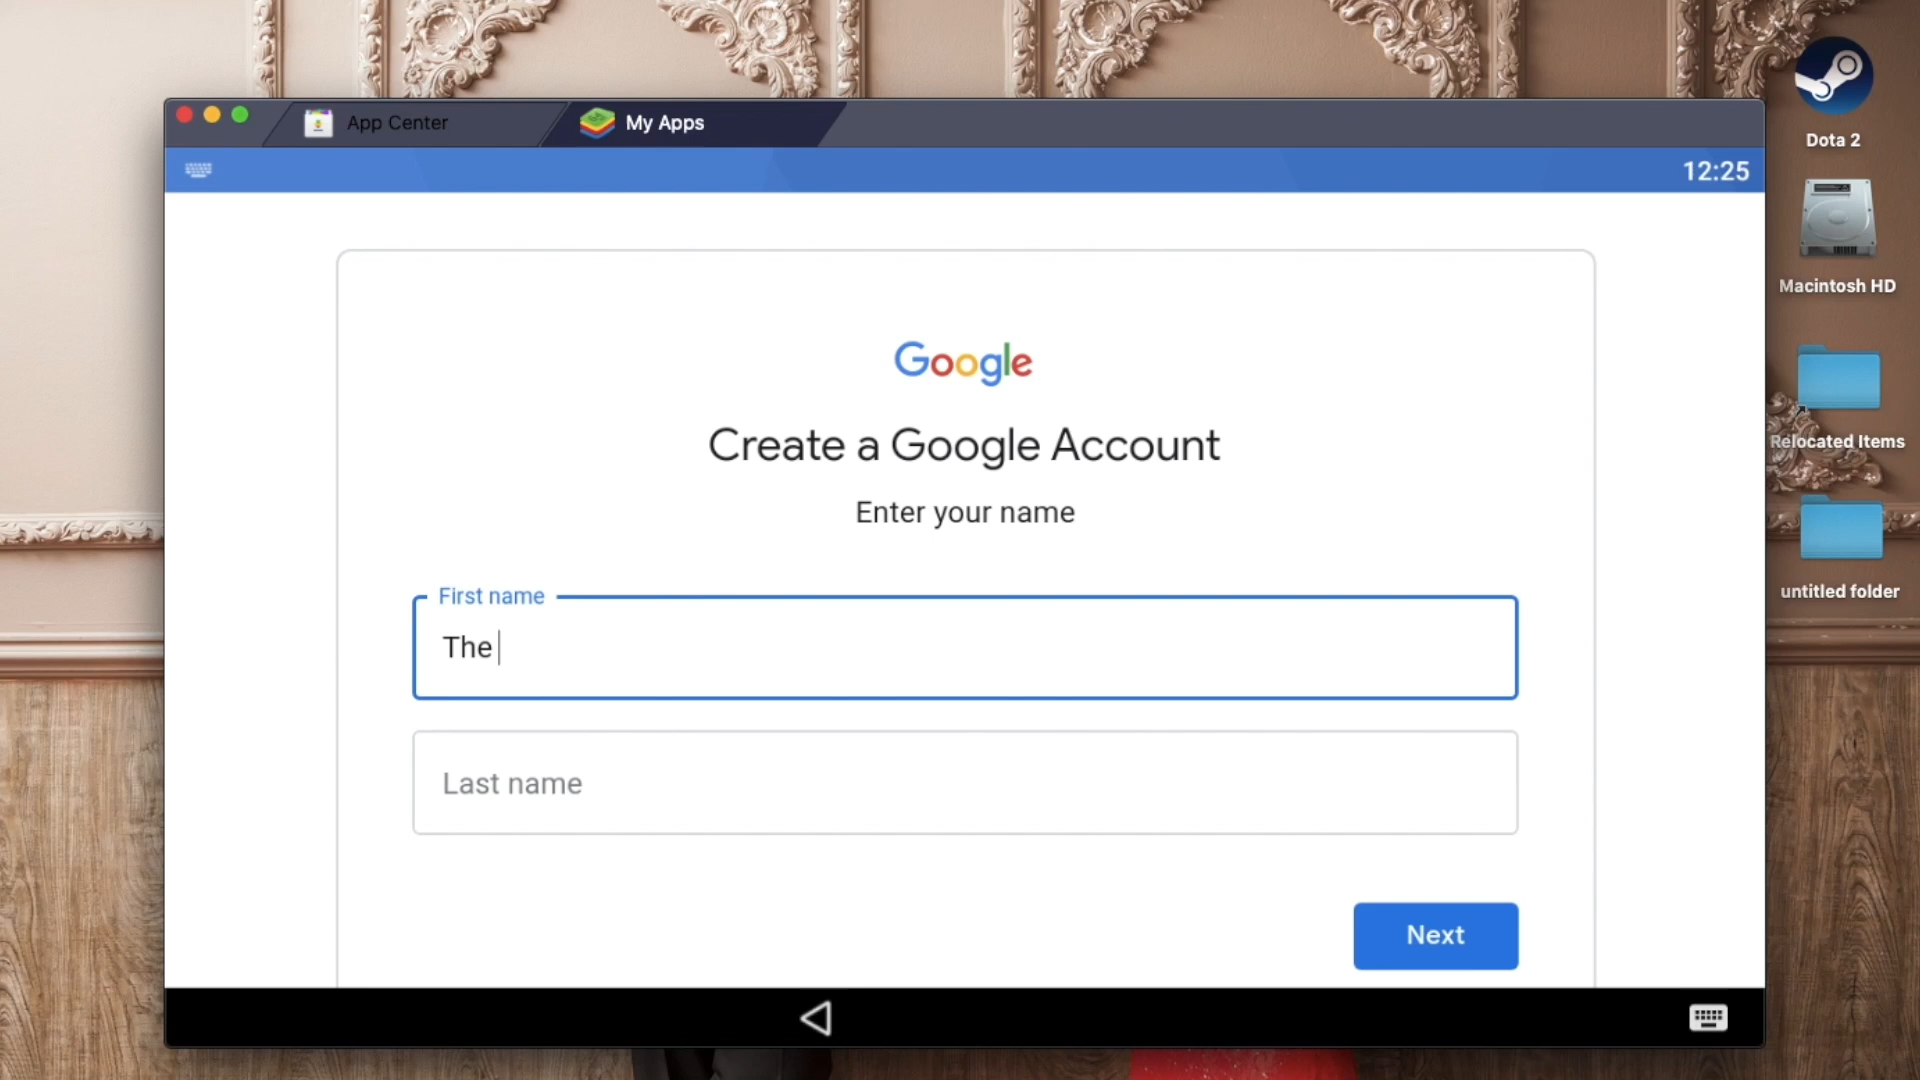 App Center
My Apps
12:25
Dota 2
Macintosh HD
Relocated Items
untitled folder
Google
Create a Google Account
Enter your name
First name
The
Last name
Next